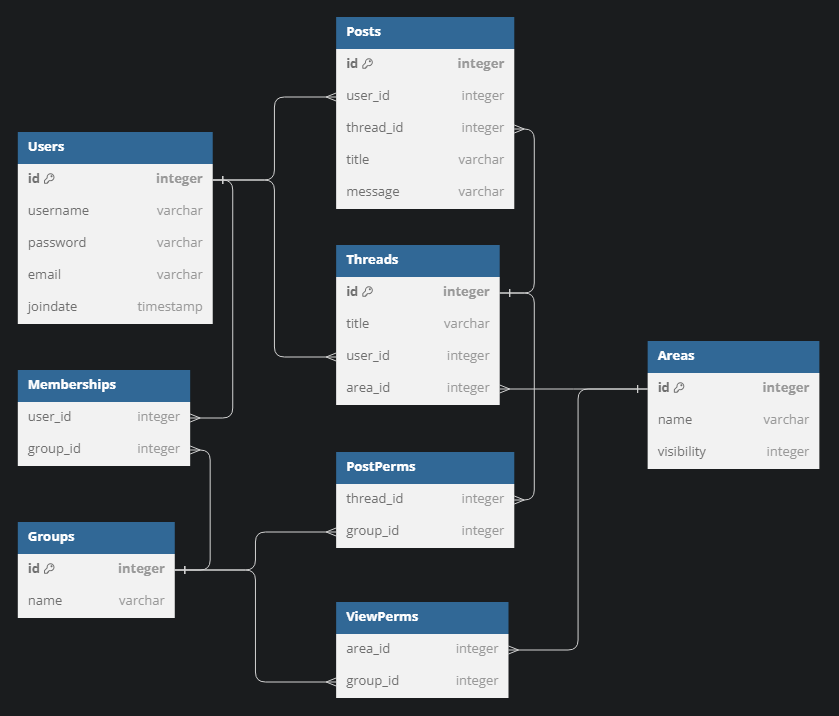 Posts
id integer
user_id integer
thread_id integer
title varchar
message varchar
Users
id integer
username varchar
password varchar
email varchar
joindate timestamp
Threads
id integer
title varchar
user_id integer
area_id integer
Areas
id integer
name varchar
visibility integer
Memberships
user_id integer
group_id integer
PostPerms
thread_id integer
group_id integer
Groups
id integer
name varchar
ViewPerms
area_id integer
group_id integer